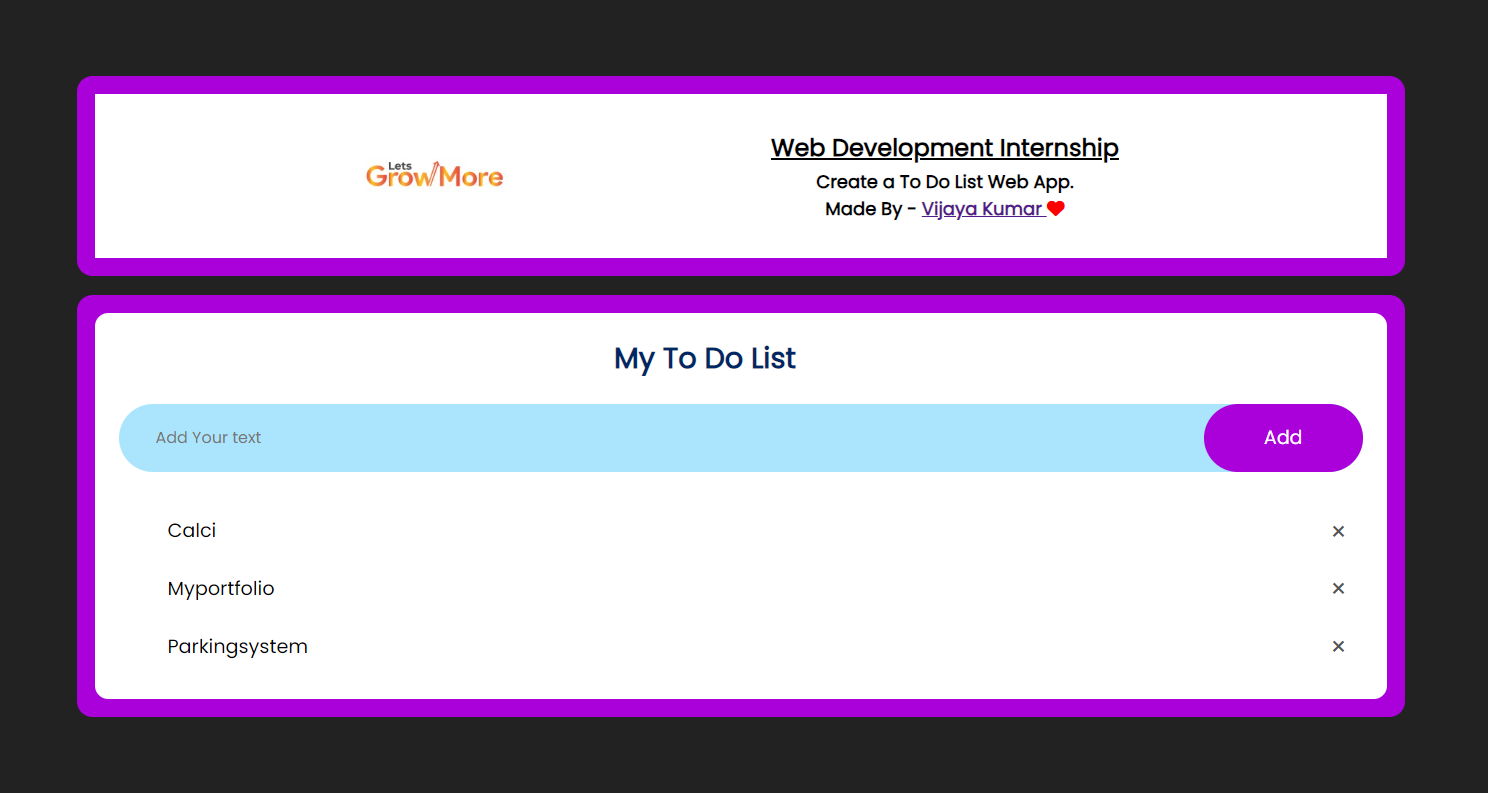 Lets
GrowMore
Web Development Internship
Create a To Do List Web App.
Made By - Vijaya Kumar
My To Do List
Add Your text
Add
Calci
Myportfolio
Parkingsystem